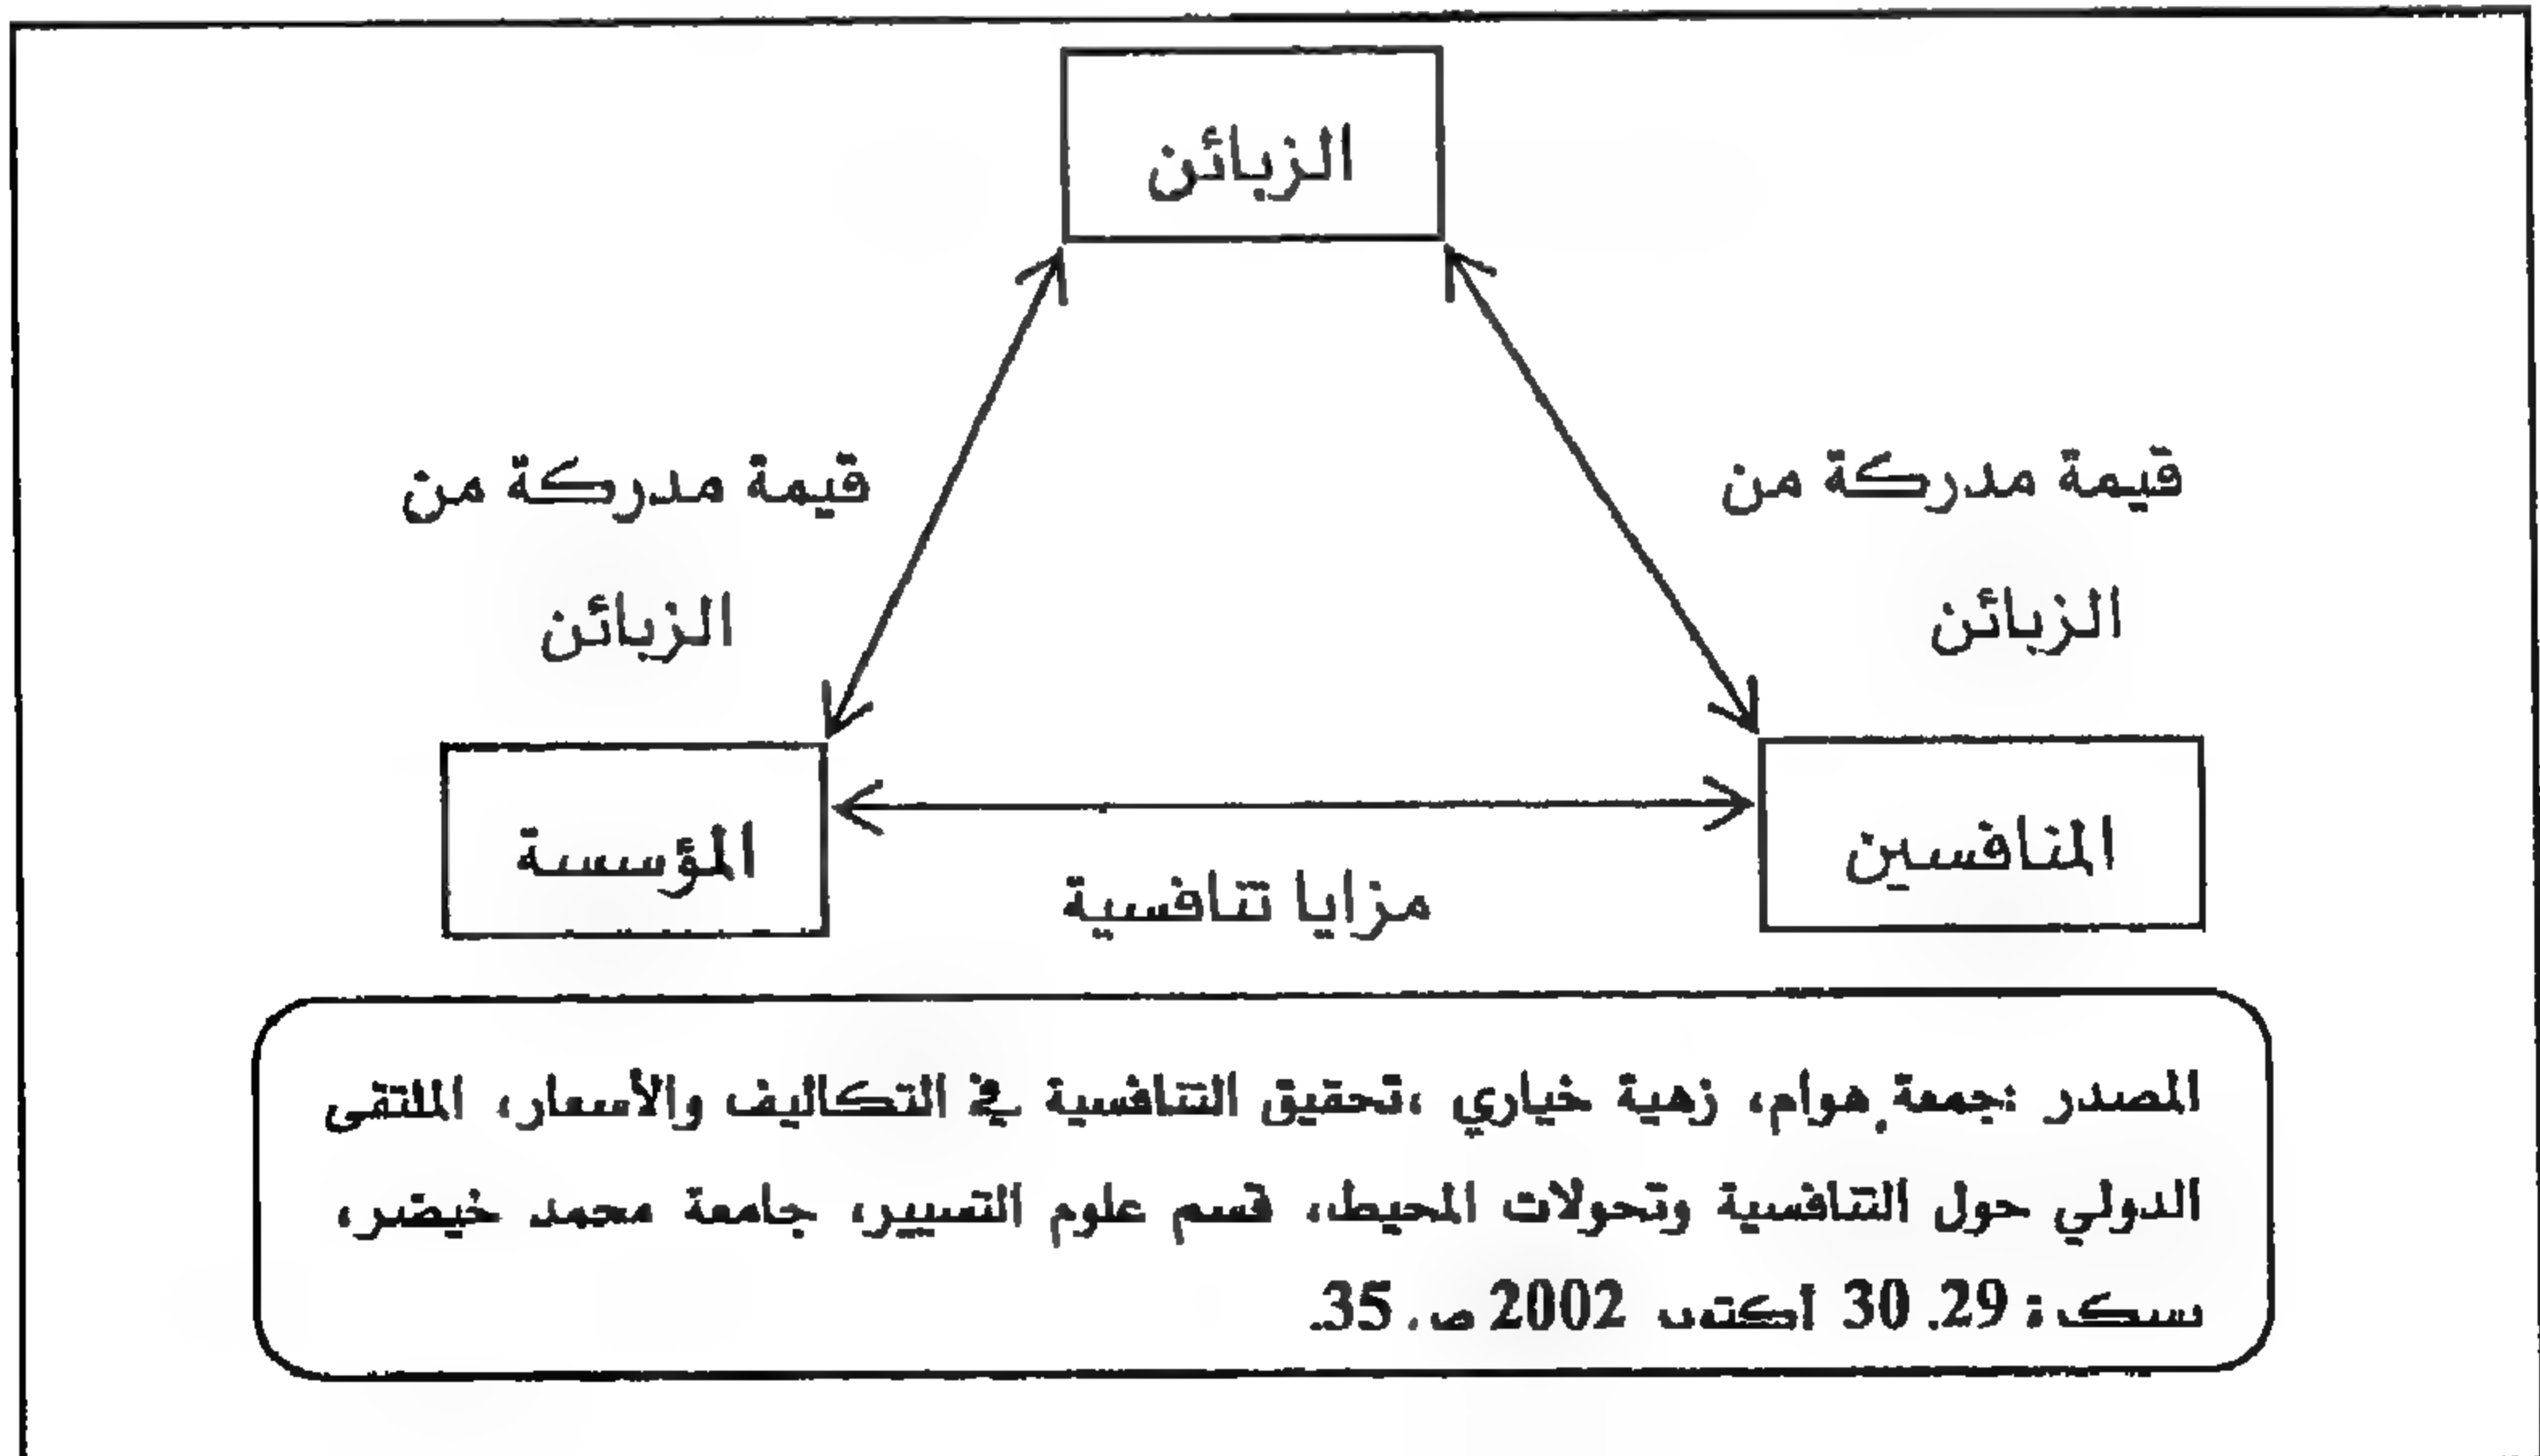 الزبائن
قيمة مدركة من
الزبائن
قيمة مدركة من
الزبائن
المنافسين
المؤسسة
مزايا تنافسية
المصدر :جمعة هوام، زهية خياري ،تحقيق التنافسية في التكاليف والأسعار، الملتقى
الدولي حول التنافسية وتحولات المحيط، قسم علوم التسيير، جامعة محمد خيضر،
29. 30 2002 ص. 35.